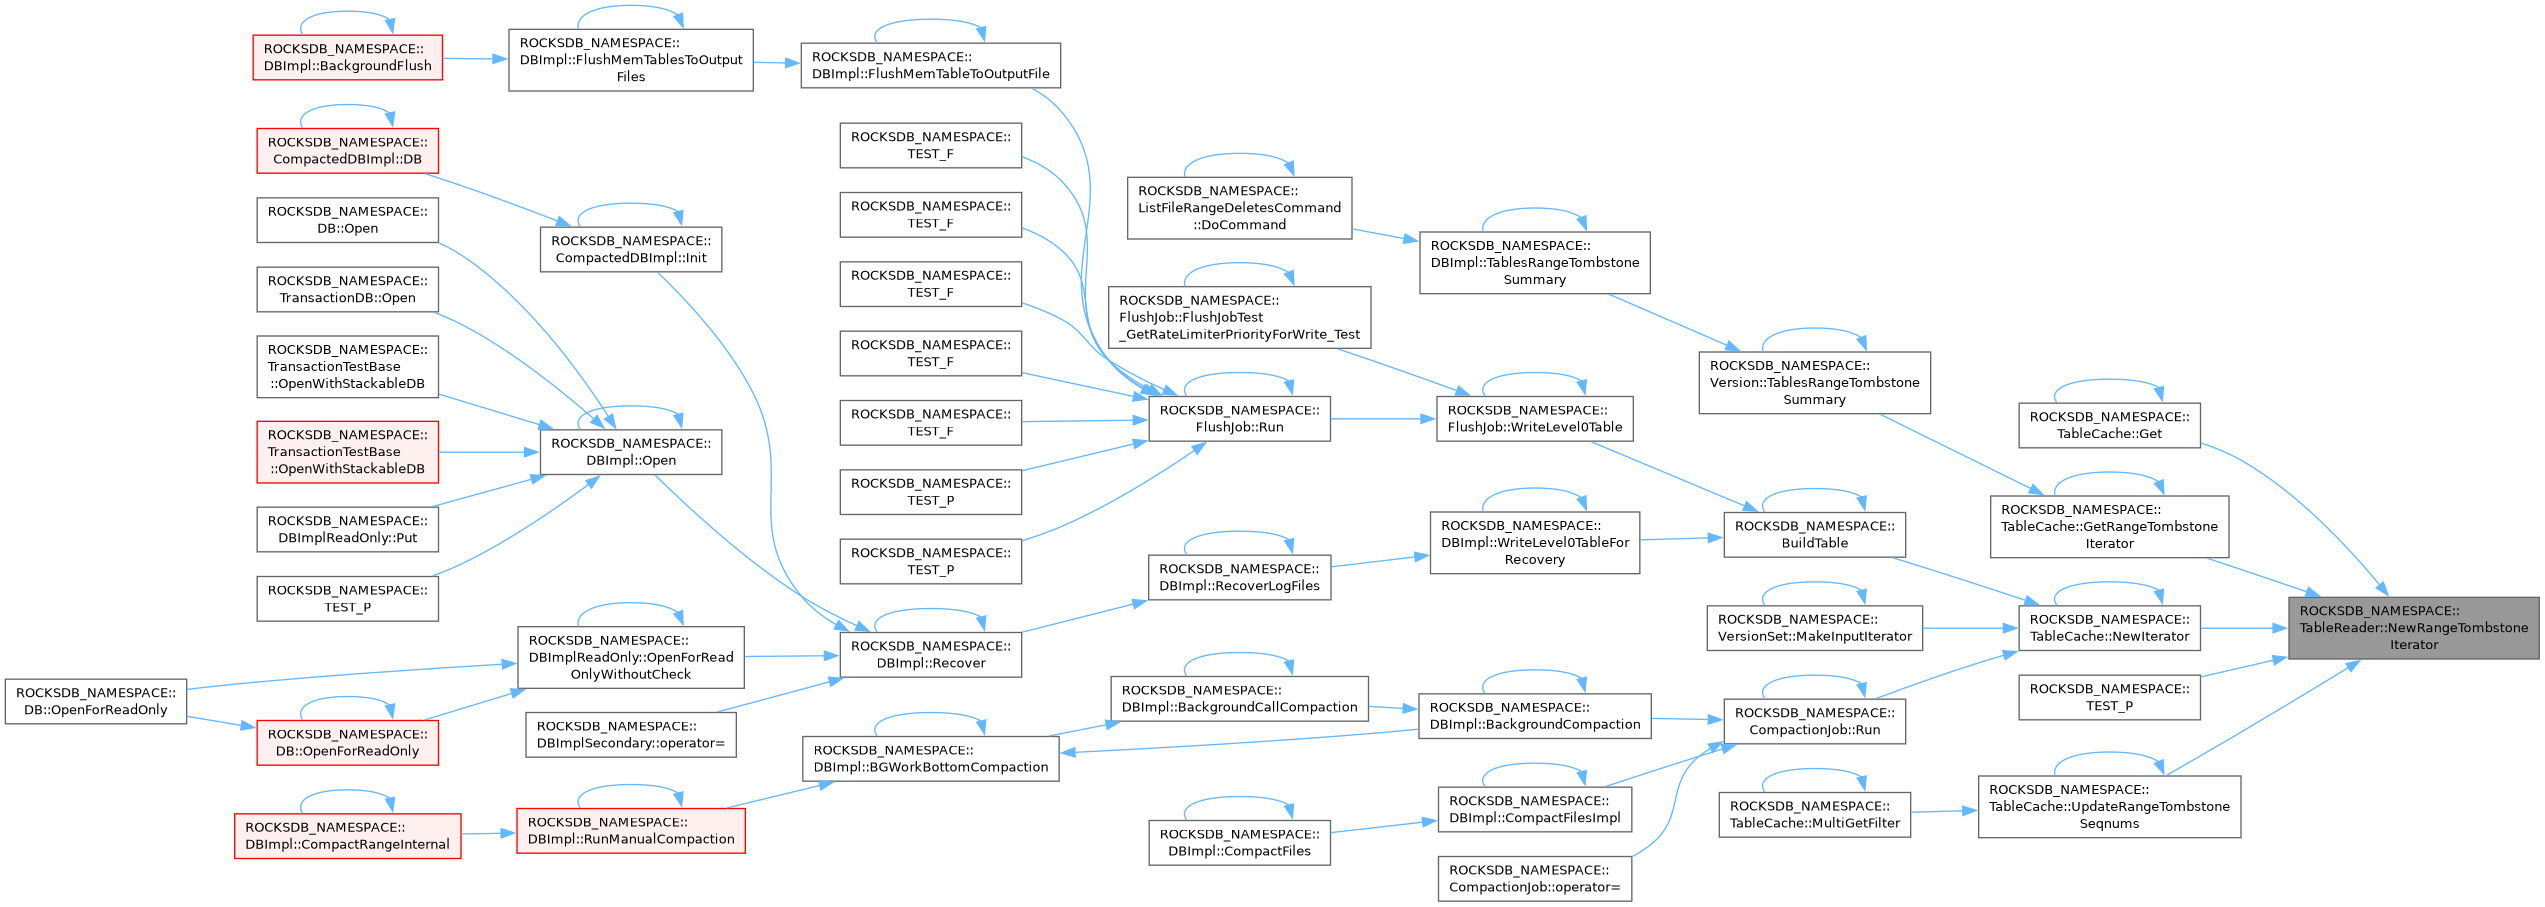 ROCKSDB_NAMESPACE::
DBImpl::BackgroundFlush
ROCKSDB_NAMESPACE::
DBImpl::FlushMemTablesToOutput
Files
ROCKSDB_NAMESPACE::
DBImpl::FlushMemTableToOutputFile
ROCKSDB_NAMESPACE::
CompactedDBImpl::DB
ROCKSDB_NAMESPACE::
DB::Open
ROCKSDB_NAMESPACE::
TransactionDB::Open
ROCKSDB_NAMESPACE::
TransactionTestBase
::OpenWithStackableDB
ROCKSDB_NAMESPACE::
TransactionTestBase
::OpenWithStackableDB
ROCKSDB_NAMESPACE::
DBImplReadOnly::Put
ROCKSDB_NAMESPACE::
TEST_P
ROCKSDB_NAMESPACE::
DB::OpenForReadOnly
ROCKSDB_NAMESPACE::
DB::OpenForReadOnly
ROCKSDB_NAMESPACE::
DBImpl::CompactRangeInternal
ROCKSDB_NAMESPACE::
CompactedDBImpl::Init
ROCKSDB_NAMESPACE::
DBImpl::Open
ROCKSDB_NAMESPACE::
DBImplReadOnly::OpenForRead
OnlyWithoutCheck
ROCKSDB_NAMESPACE::
DBImplSecondary::operator=
ROCKSDB_NAMESPACE::
DBImpl::RunManualCompaction
ROCKSDB_NAMESPACE::
TEST_F
ROCKSDB_NAMESPACE::
TEST_F
ROCKSDB_NAMESPACE::
TEST_F
ROCKSDB_NAMESPACE::
TEST_F
ROCKSDB_NAMESPACE::
TEST_F
ROCKSDB_NAMESPACE::
TEST_P
ROCKSDB_NAMESPACE::
TEST_P
ROCKSDB_NAMESPACE::
DBImpl::Recover
ROCKSDB_NAMESPACE::
DBImpl::BGWorkBottomCompaction
ROCKSDB_NAMESPACE::
ListFileRangeDeletesCommand
::DoCommand
ROCKSDB_NAMESPACE::
FlushJob::FlushJobTest
_GetRateLimiterPriorityForWrite_Test
ROCKSDB_NAMESPACE::
FlushJob::Run
ROCKSDB_NAMESPACE::
DBImpl::RecoverLogFiles
ROCKSDB_NAMESPACE::
DBImpl::BackgroundCallCompaction
ROCKSDB_NAMESPACE::
DBImpl::CompactFiles
ROCKSDB_NAMESPACE::
DBImpl::TablesRangeTombstone
Summary
ROCKSDB_NAMESPACE::
FlushJob::WriteLevel0Table
ROCKSDB_NAMESPACE::
DBImpl::WriteLevel0TableFor
Recovery
ROCKSDB_NAMESPACE::
DBImpl::BackgroundCompaction
ROCKSDB_NAMESPACE::
DBImpl::CompactFilesImpl
ROCKSDB_NAMESPACE::
CompactionJob::operator=
ROCKSDB_NAMESPACE::
Version::TablesRangeTombstone
Summary
ROCKSDB_NAMESPACE::
BuildTable
ROCKSDB_NAMESPACE::
VersionSet::MakeInputIterator
ROCKSDB_NAMESPACE::
CompactionJob::Run
ROCKSDB_NAMESPACE::
TableCache::MultiGetFilter
ROCKSDB_NAMESPACE::
TableCache::Get
ROCKSDB_NAMESPACE::
TableCache::GetRangeTombstone
Iterator
ROCKSDB_NAMESPACE::
TableCache::NewIterator
ROCKSDB_NAMESPACE::
TEST_P
ROCKSDB_NAMESPACE::
TableCache::UpdateRangeTombstone
Seqnums
ROCKSDB_NAMESPACE::
TableReader::NewRangeTombstone
Iterator